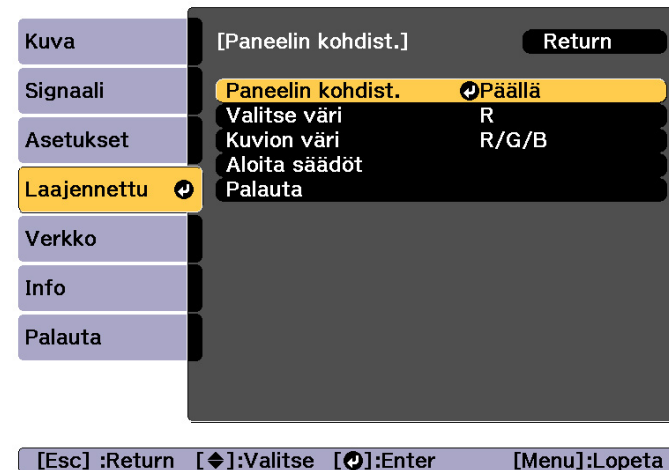 Kuva
Signaali
Asetukset
Laajennettu
Verkko
Info
Palauta
[Paneelin kohdist.] Return
Paneelin kohdist. Päällä
Valitse väri R
Kuvion väri R/G/B
Aloita säädöt
Palauta
[Esc] :Return [◆]:Valitse [⏎]:Enter [Menu]:Lopeta